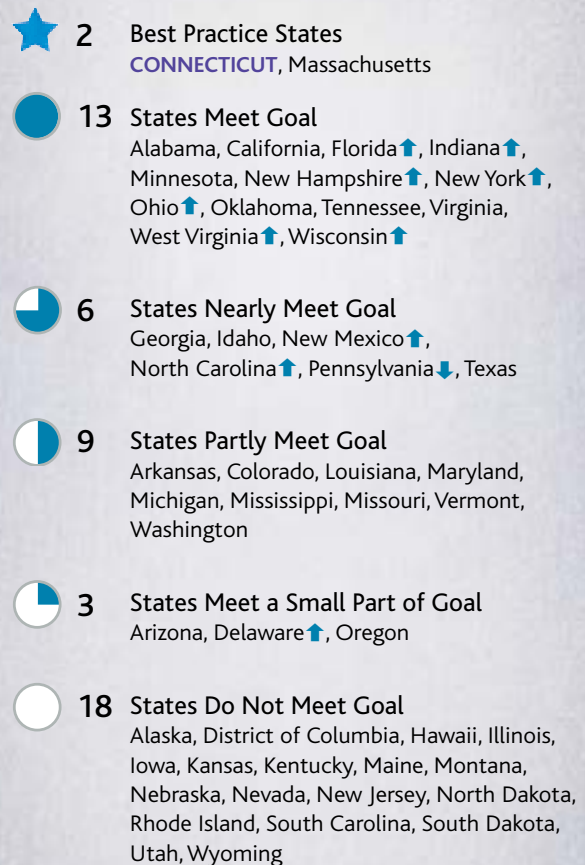 2 Best Practice States
CONNECTICUT, Massachusetts
13 States Meet Goal
Alabama, California, Florida⬆, Indiana⬆,
Minnesota, New Hampshire⬆, New York⬆,
Ohio⬆, Oklahoma, Tennessee, Virginia,
West Virginia⬆, Wisconsin⬆
6 States Nearly Meet Goal
Georgia, Idaho, New Mexico⬆,
North Carolina⬆, Pennsylvania⬇, Texas
9 States Partly Meet Goal
Arkansas, Colorado, Louisiana, Maryland,
Michigan, Mississippi, Missouri, Vermont,
Washington
3 States Meet a Small Part of Goal
Arizona, Delaware⬆, Oregon
18 States Do Not Meet Goal
Alaska, District of Columbia, Hawaii, Illinois,
Iowa, Kansas, Kentucky, Maine, Montana,
Nebraska, Nevada, New Jersey, North Dakota,
Rhode Island, South Carolina, South Dakota,
Utah, Wyoming